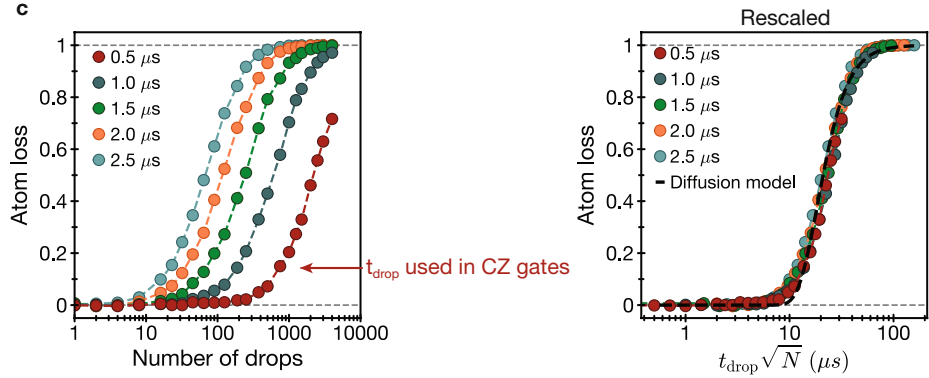 c
Atom loss
1
0.8
0.6
0.4
0.2
0
0.5 μs
1.0 μs
1.5 μs
2.0 μs
2.5 μs
t_drop used in CZ gates
1 10 100 1000 10000
Number of drops
Rescaled
Atom loss
1
0.8
0.6
0.4
0.2
0
0.5 μs
1.0 μs
1.5 μs
2.0 μs
2.5 μs
Diffusion model
1 10 100
t_drop √N (μs)